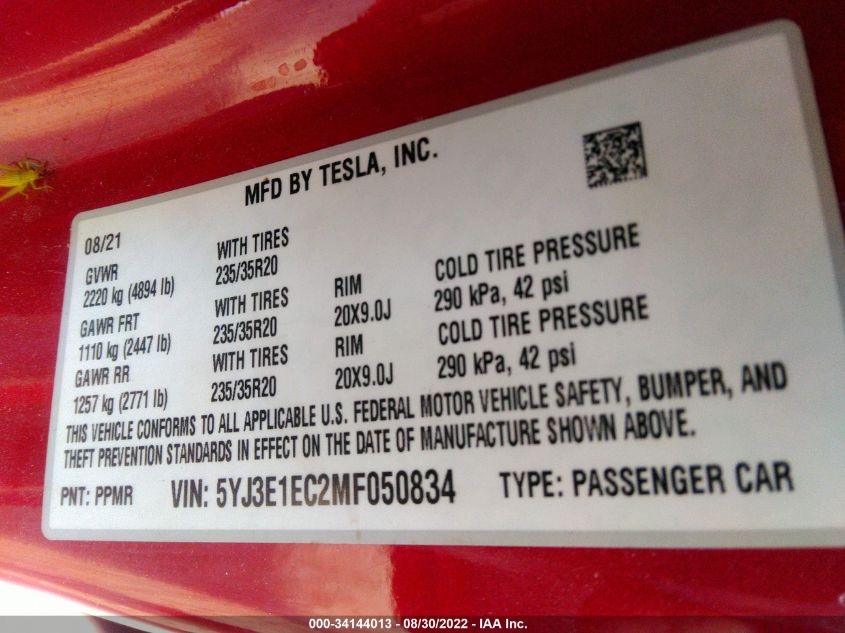 MFD BY TESLA, INC.
08/21
GVWR WITH TIRES
2220 kg (4894 lb) 235/35R20 RIM COLD TIRE PRESSURE
GAWR FRT WITH TIRES 20X9.0J 290 kPa, 42 psi
1110 kg (2447 lb) 235/35R20 RIM COLD TIRE PRESSURE
GAWR RR WITH TIRES 20X9.0J 290 kPa, 42 psi
1257 kg (2771 lb) 235/35R20
THIS VEHICLE CONFORMS TO ALL APPLICABLE U.S. FEDERAL MOTOR VEHICLE SAFETY, BUMPER, AND
THEFT PREVENTION STANDARDS IN EFFECT ON THE DATE OF MANUFACTURE SHOWN ABOVE.
PNT: PPMR VIN: 5YJ3E1EC2MF050834 TYPE: PASSENGER CAR
000-34144013 - 08/30/2022 - IAA Inc.